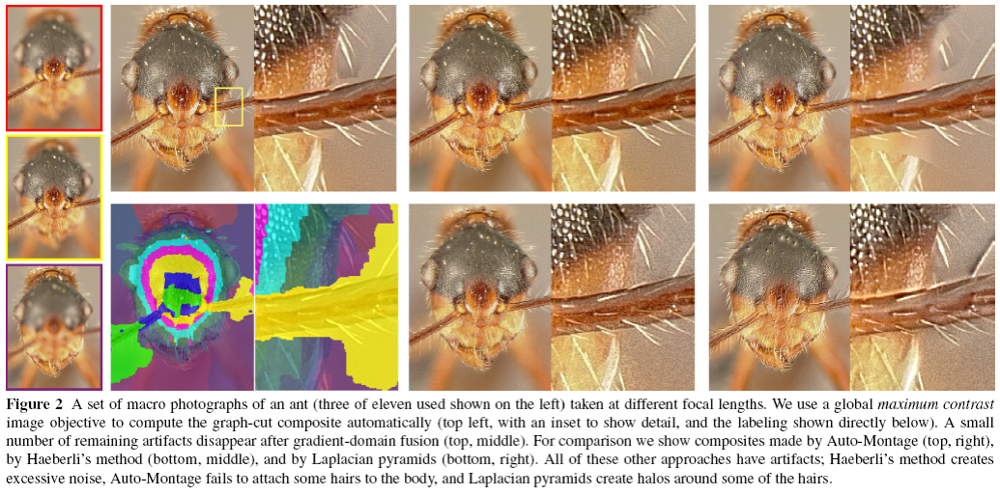 Figure 2 A set of macro photographs of an ant (three of eleven used shown on the left) taken at different focal lengths. We use a global maximum contrast
image objective to compute the graph-cut composite automatically (top left, with an inset to show detail, and the labeling shown directly below). A small
number of remaining artifacts disappear after gradient-domain fusion (top, middle). For comparison we show composites made by Auto-Montage (top, right),
by Haeberli's method (bottom, middle), and by Laplacian pyramids (bottom, right). All of these other approaches have artifacts; Haeberli's method creates
excessive noise, Auto-Montage fails to attach some hairs to the body, and Laplacian pyramids create halos around some of the hairs.